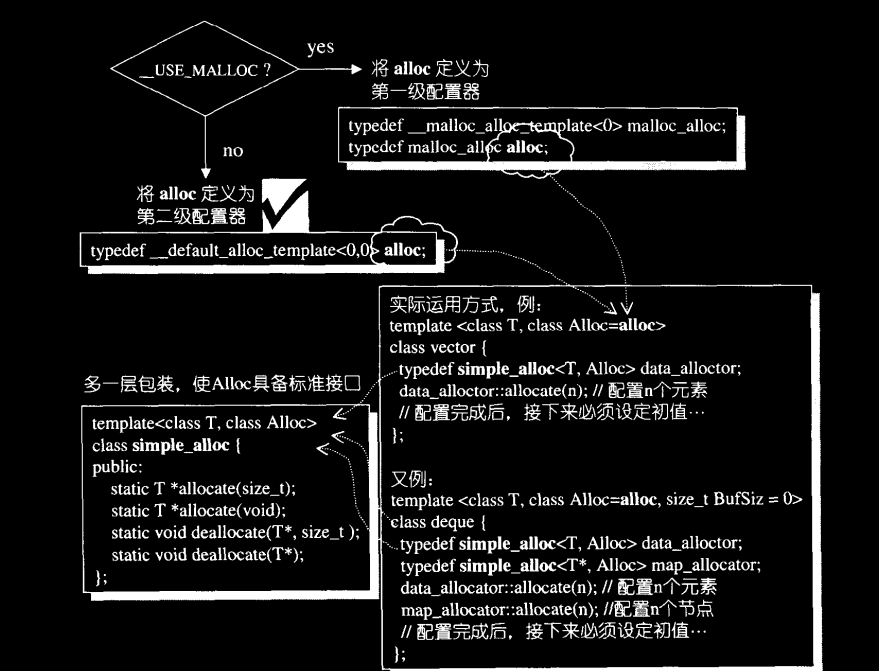 __USE_MALLOC ?
yes
将 alloc 定义为
第一级配置器
typedef __malloc_alloc_template<0> malloc_alloc;
typedef malloc_alloc alloc;
no
将 alloc 定义为
第二级配置器
typedef __default_alloc_template<0,0> alloc;
实际运用方式，例：
template <class T, class Alloc=alloc>
class vector {
typedef simple_alloc<T, Alloc> data_alloctor;
data_alloctor::allocate(n); // 配置n个元素
// 配置完成后，接下来必须设定初值…
};
又例：
template <class T, class Alloc=alloc, size_t BufSiz = 0>
class deque {
typedef simple_alloc<T, Alloc> data_alloctor;
typedef simple_alloc<T*, Alloc> map_allocator;
data_allocator::allocate(n); // 配置n个元素
map_allocator::allocate(n); //配置n个节点
// 配置完成后，接下来必须设定初值…
};
多一层包装，使Alloc具备标准接口
template<class T, class Alloc>
class simple_alloc {
public:
static T *allocate(size_t);
static T *allocate(void);
static void deallocate(T*, size_t );
static void deallocate(T*);
};